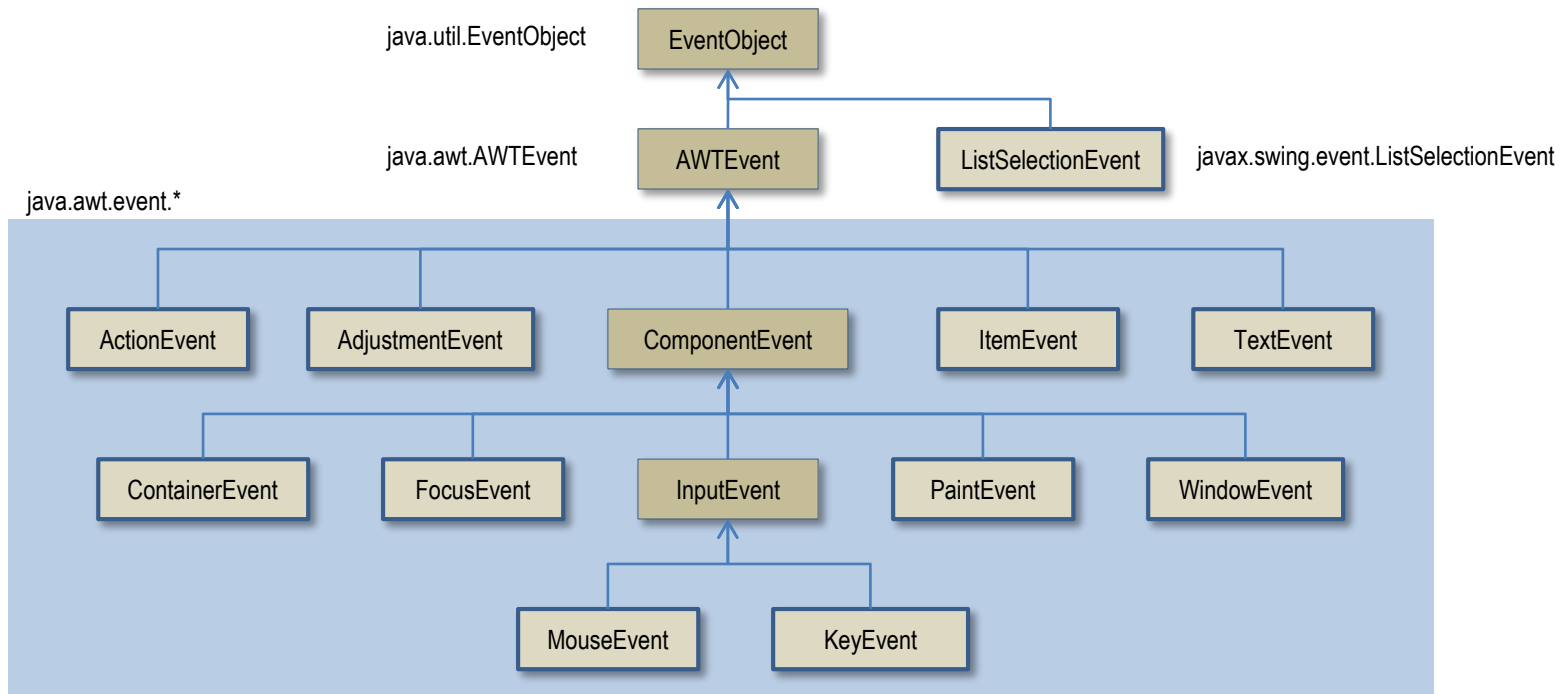 java.util.EventObject
EventObject
java.awt.AWTEvent
AWTEvent
ListSelectionEvent
javax.swing.event.ListSelectionEvent
java.awt.event.*
ActionEvent
AdjustmentEvent
ComponentEvent
ItemEvent
TextEvent
ContainerEvent
FocusEvent
InputEvent
PaintEvent
WindowEvent
MouseEvent
KeyEvent